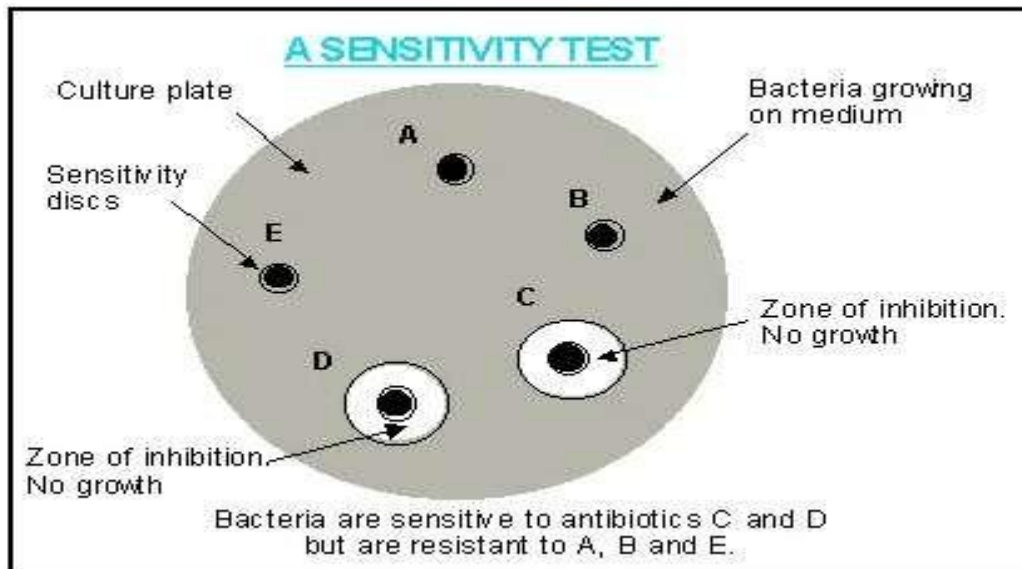 A SENSITIVITY TEST
Culture plate
Bacteria growing
on medium
A
Sensitivity
discs
B
E
C
Zone of inhibition.
No growth
D
Zone of inhibition.
No growth
Bacteria are sensitive to antibiotics C and D
but are resistant to A, B and E.